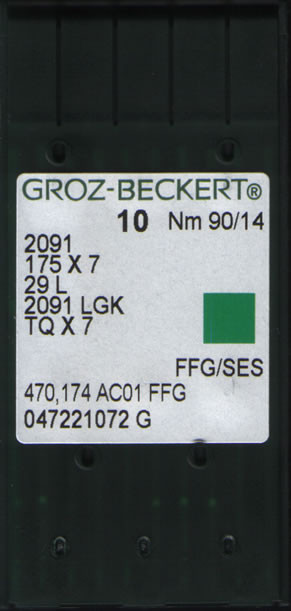 GROZ-BECKERT®
10 Nm 90/14
2091
175 X 7
29 L
2091 LGK
TQ X 7
FFG/SES
470,174 AC01 FFG
047221072 G